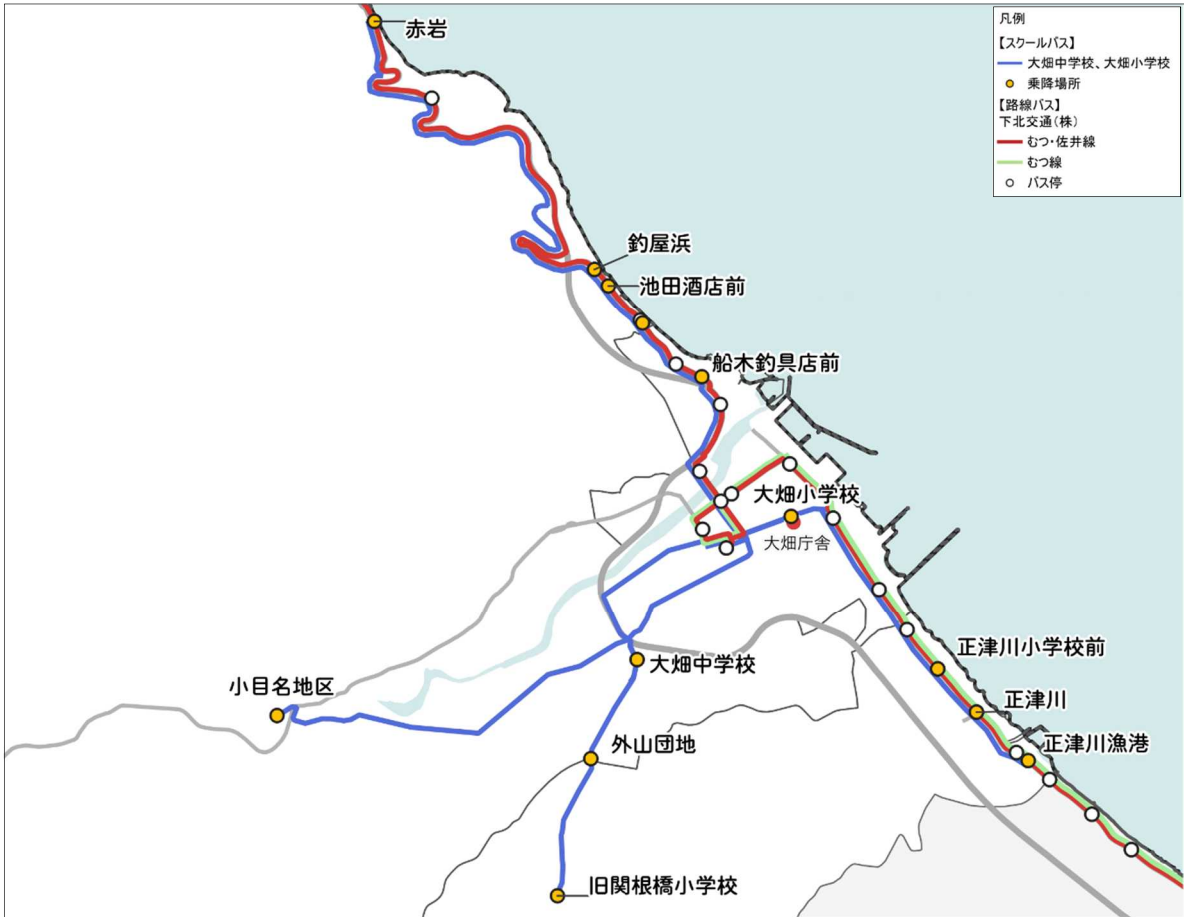 赤岩
凡例
【スクールバス】
大畑中学校、大畑小学校
乗降場所
【路線バス】
下北交通(株)
むつ・佐井線
むつ線
バス停
釣屋浜
池田酒店前
船木釣具店前
大畑小学校
大畑庁舎
正津川小学校前
大畑中学校
小目名地区
正津川
外山団地
正津川漁港
旧関根橋小学校